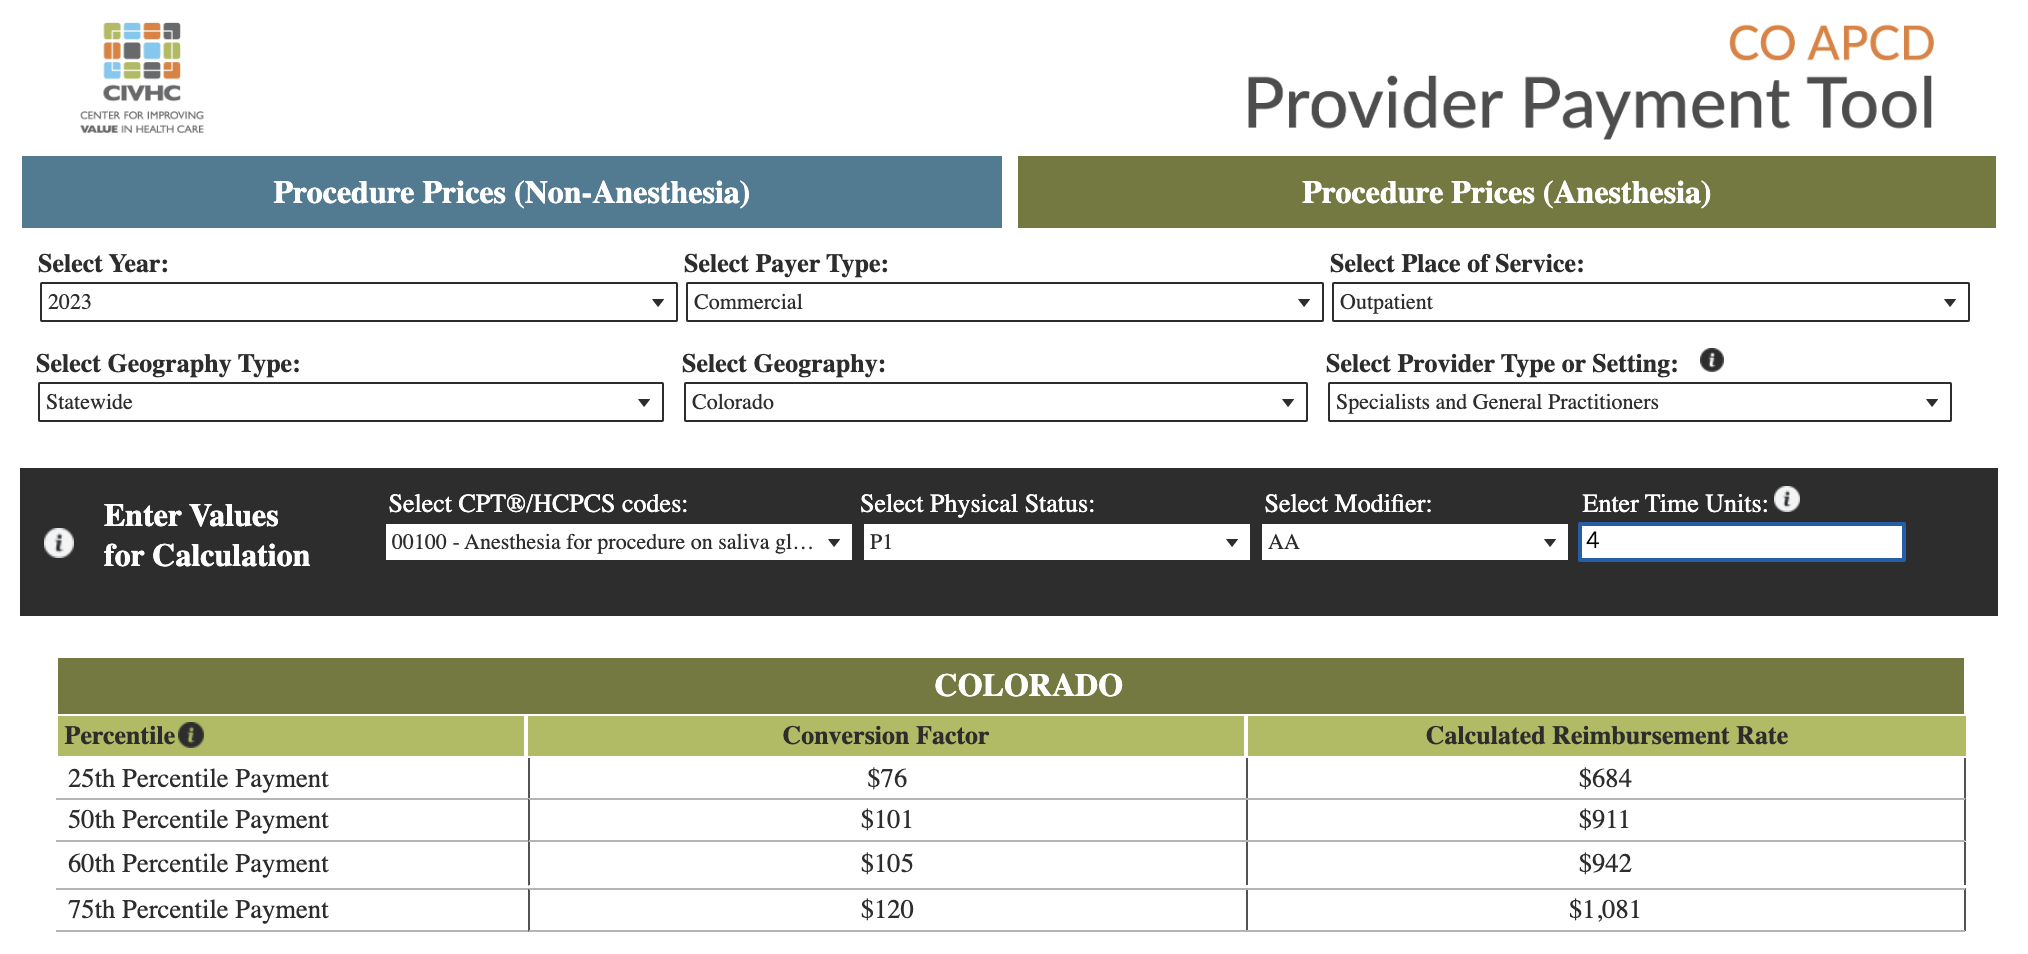 CIVHC
CENTER FOR IMPROVING
VALUE IN HEALTH CARE
CO APCD
Provider Payment Tool
Procedure Prices (Non-Anesthesia)
Procedure Prices (Anesthesia)
Select Year:
Select Payer Type:
Select Place of Service:
2023
Commercial
Outpatient
Select Geography Type:
Select Geography:
Select Provider Type or Setting: i
Statewide
Colorado
Specialists and General Practitioners
i
Enter Values
for Calculation
Select CPT®/HCPCS codes:
Select Physical Status:
Select Modifier:
Enter Time Units: i
00100 - Anesthesia for procedure on saliva gl...
P1
AA
4
COLORADO
Percentile i Conversion Factor Calculated Reimbursement Rate
25th Percentile Payment $76 $684
50th Percentile Payment $101 $911
60th Percentile Payment $105 $942
75th Percentile Payment $120 $1,081